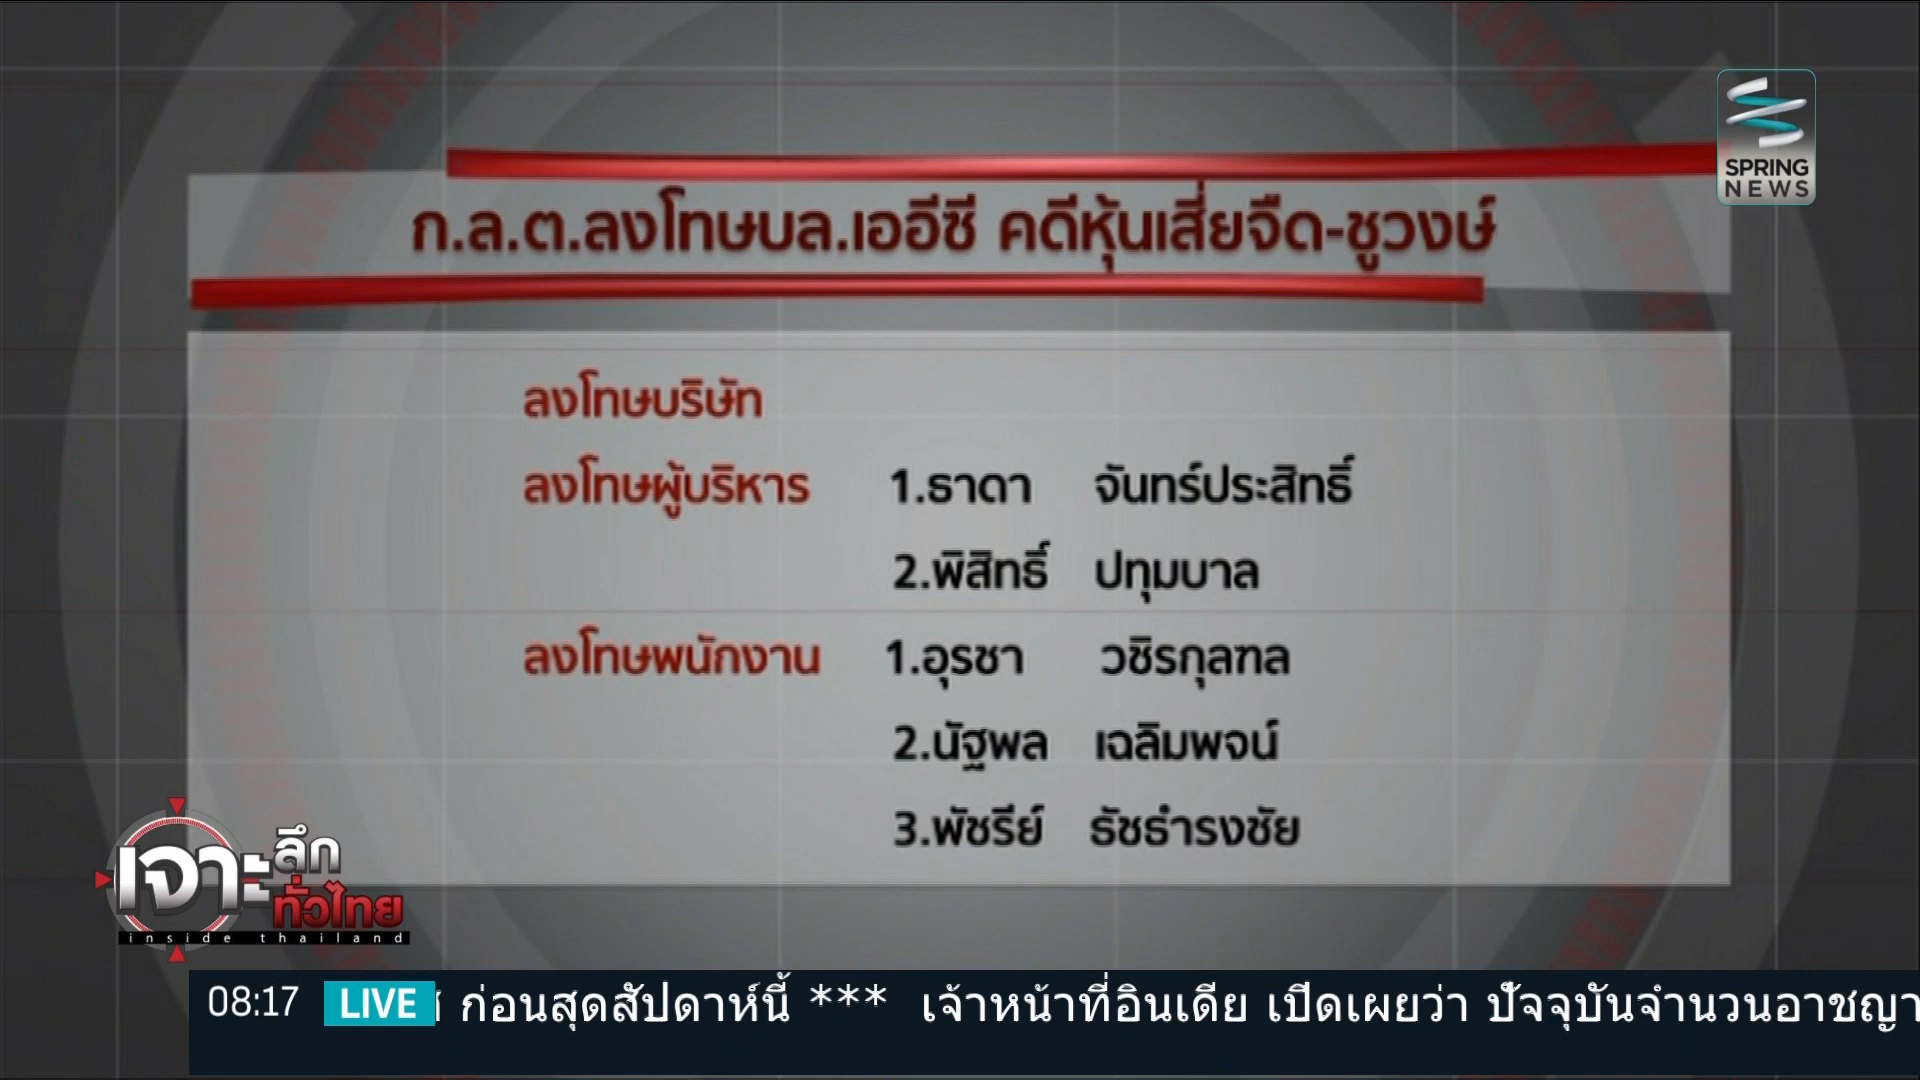 SPRING
NEWS
ก.ล.ต.ลงโทษบล.เออีซี คดีหุ้นเสี่ยจืด-ชูวงษ์
ลงโทษบริษัท
ลงโทษผู้บริหาร 1.ธาดา จันทร์ประสิทธิ์
2.พิสิทธิ์ ปทุมบาล
ลงโทษพนักงาน 1.อุรชา วชิรกุลฑล
2.นัฐพล เฉลิมพจน์
3.พัชรีย์ ธัชธำรงชัย
เจาะลึกทั่วไทย
inside thailand
08:17 LIVE ก่อนสุดสัปดาห์นี้ *** เจ้าหน้าที่อินเดีย เปิดเผยว่า ปัจจุบันจำนวนอาชญา